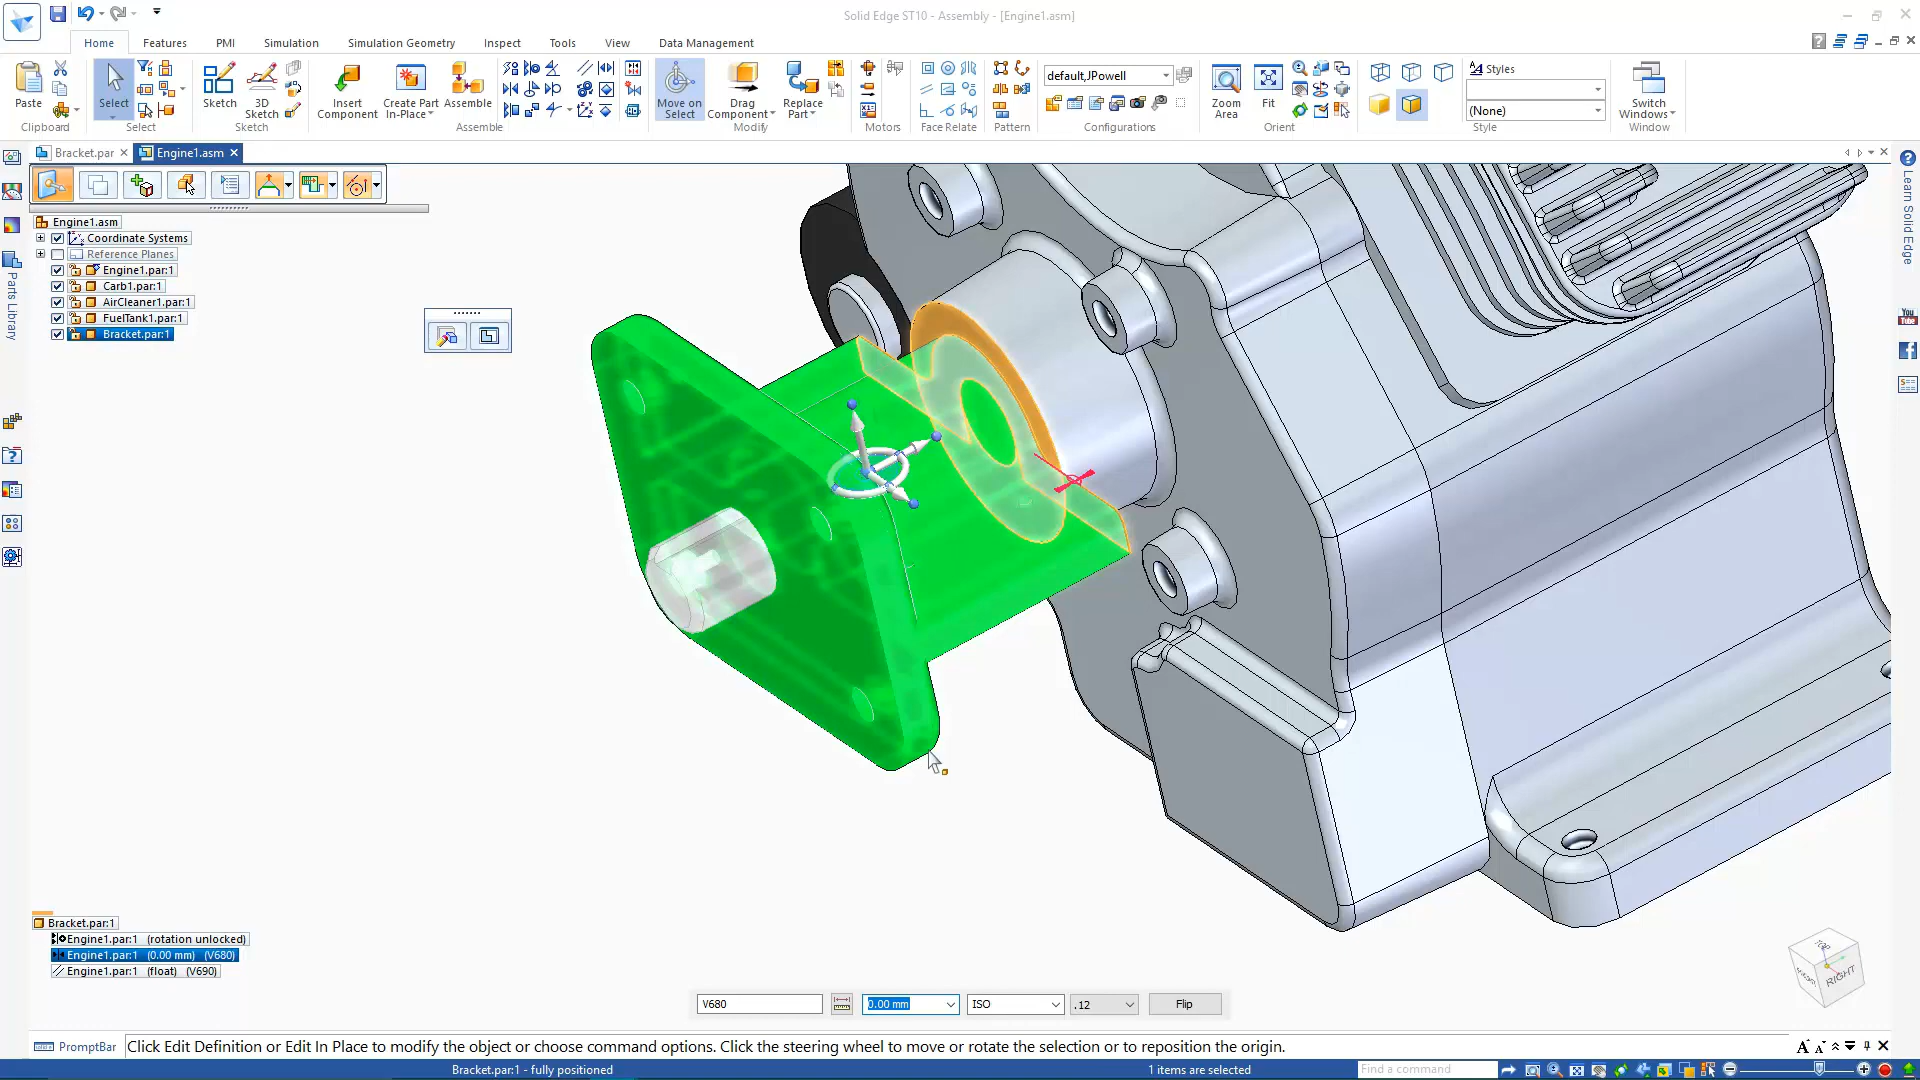 Solid Edge ST10 - Assembly - [Engine1.asm]
Home
Features
PMI
Simulation
Simulation Geometry
Inspect
Tools
View
Data Management
Paste
Clipboard
Select
Select
Sketch
3D
Sketch
Sketch
Insert
Component
Create Part
In-Place
Assemble
Assemble
Move on
Select
Drag
Component
Replace
Part
Modify
Motors
Face Relate
Pattern
default,JPowell
Configurations
Zoom
Area
Fit
Orient
Styles
(None)
Style
Switch
Windows
Window
Bracket.par
Engine1.asm
Engine1.asm
Coordinate Systems
Reference Planes
Engine1.par:1
Carb1.par:1
AirCleaner1.par:1
FuelTank1.par:1
Bracket.par:1
Parts Library
Learn Solid Edge
You
Tube
Bracket.par:1
Engine1.par:1 (rotation unlocked)
Engine1.par:1 (0.00 mm) (V680)
Engine1.par:1 (float) (V690)
TOP
RIGHT
V680
0.00 mm
ISO
.12
Flip
PromptBar
Click Edit Definition or Edit In Place to modify the object or choose command options. Click the steering wheel to move or rotate the selection or to reposition the origin.
Bracket.par:1 - fully positioned
1 items are selected
Find a command